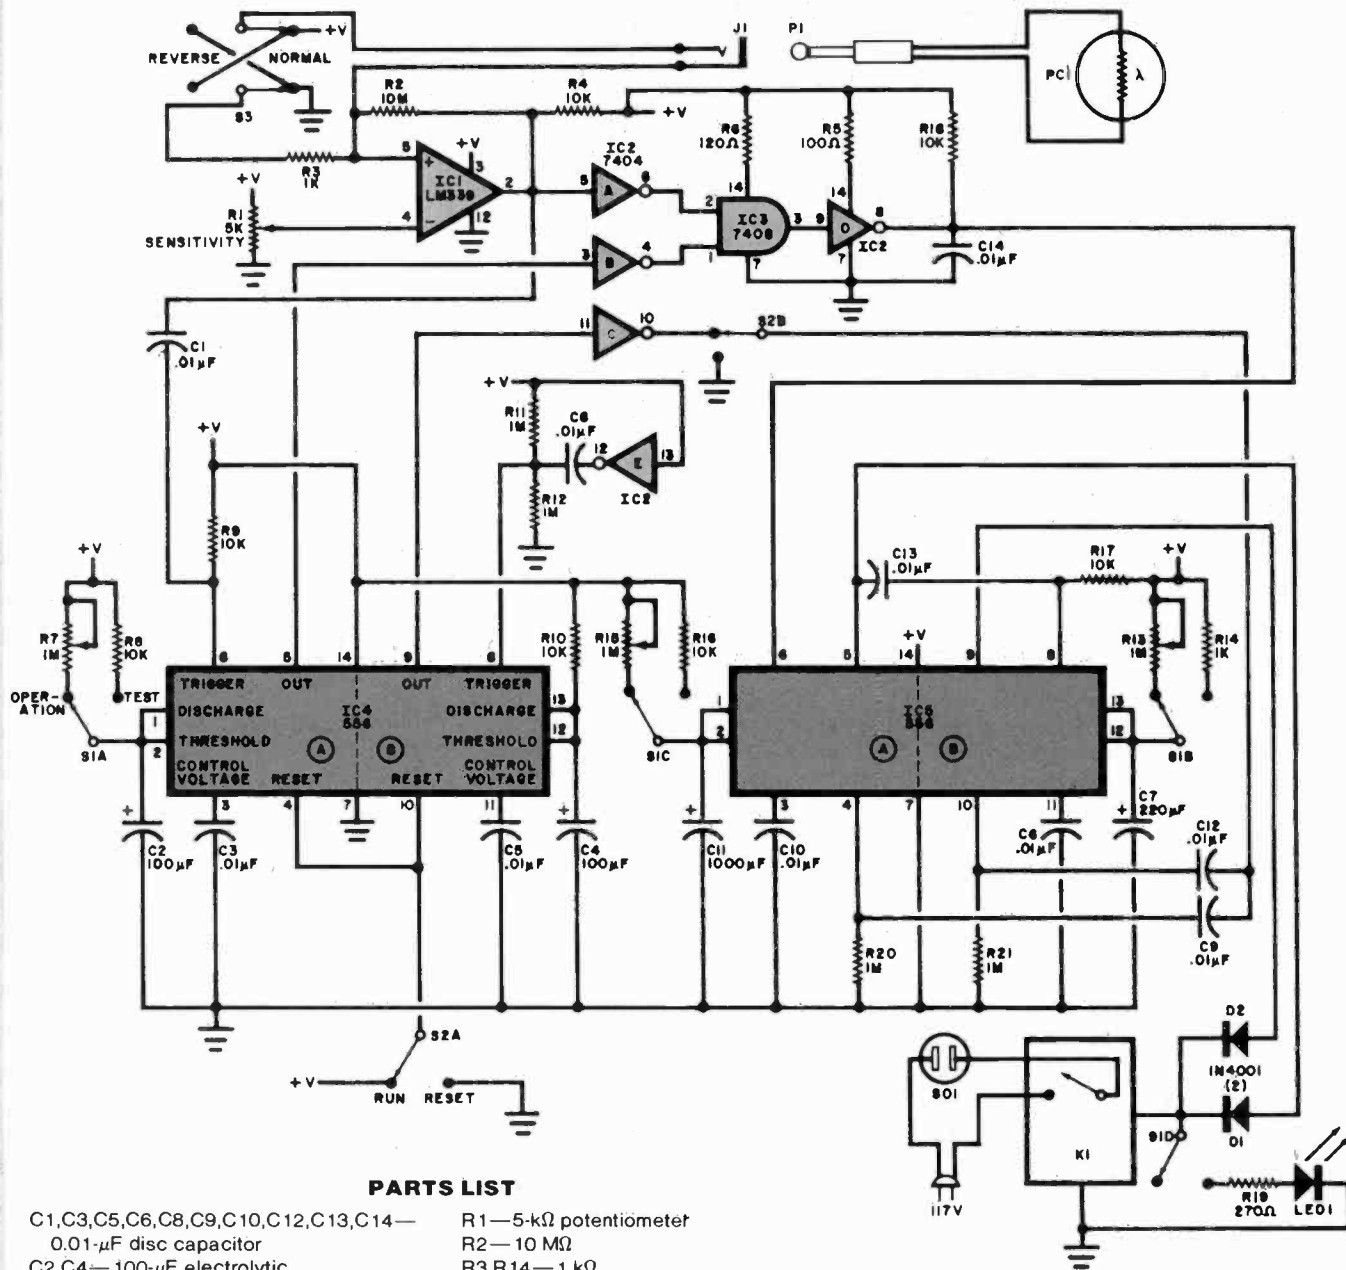 REVERSE NORMAL
+V
S3
J1
P1
PC1
λ
R2
10M
R4
10K
+V
R3
1K
+V
R1
5K
SENSITIVITY
5
+
IC1
LM339
4
−
+V
3
2
12
IC2
7404
5
A
6
3
B
4
11
C
10
R6
120Ω
R5
100Ω
R18
10K
14
2
IC3
7408
3
1
7
14
9
D
8
7
IC2
C14
.01µF
S2B
C1
.01µF
+V
R11
1M
C6
.01µF
12
E
13
IC2
R12
1M
+V
R9
10K
+V
R7
1M
R8
10K
OPER-
ATION
TEST
S1A
R10
10K
R15
1M
R16
10K
S1C
C13
.01µF
R17
10K
+V
R13
1M
R14
1K
S1B
6 5 14 9 8
TRIGGER OUT OUT TRIGGER
1 DISCHARGE IC4 DISCHARGE 13
556
2 THRESHOLD A B THRESHOLD 12
CONTROL
VOLTAGE RESET RESET CONTROL
VOLTAGE
3 4 7 10 11
6 5 +V
14 9 8
1 IC5 13
556
2 A B 12
3 4 7 10 11
+
C2
100µF
C3
.01µF
C5
.01µF
+
C4
100µF
+
C11
1000µF
C10
.01µF
C6
.01µF
C7
+ 220µF
C12
.01µF
C9
.01µF
R20
1M
R21
1M
S2A
+V
RUN RESET
SO1
117V
K1
D2
1N4001
(2)
D1
S1D
R19
270Ω
LED1
PARTS LIST
C1,C3,C5,C6,C8,C9,C10,C12,C13,C14—
0.01-µF disc capacitor
C2,C4—100-µF electrolytic
R1—5-kΩ potentiometer
R2—10 MΩ
R3,R14—1 kΩ